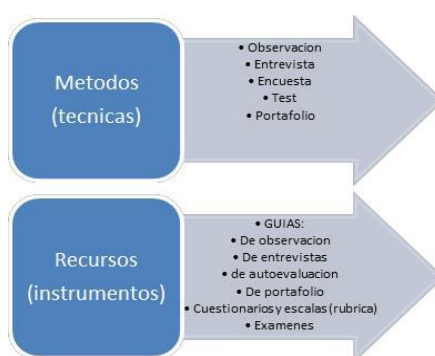 Metodos
(tecnicas)
• Observacion
• Entrevista
• Encuesta
• Test
• Portafolio
Recursos
(instrumentos)
• GUIAS:
• De observacion
• De entrevistas
• de autoevaluacion
• De portafolio
• Cuestionarios y escalas (rubrica)
• Examenes